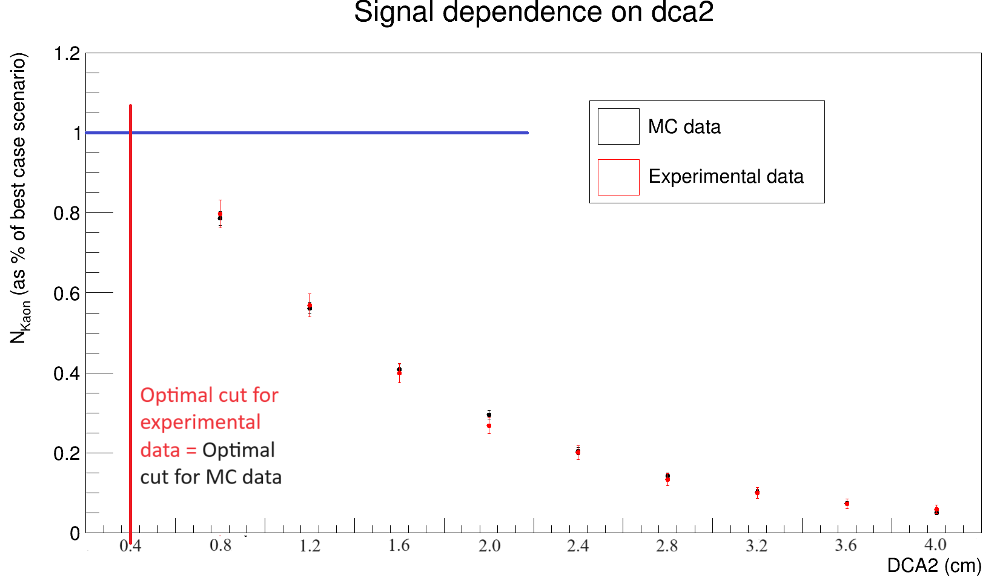 Signal dependence on dca2
N_Kaon (as % of best case scenario)
1.2
1
0.8
0.6
0.4
0.2
0
MC data
Experimental data
Optimal cut for
experimental
data = Optimal
cut for MC data
0.4 0.8 1.2 1.6 2.0 2.4 2.8 3.2 3.6 4.0
DCA2 (cm)